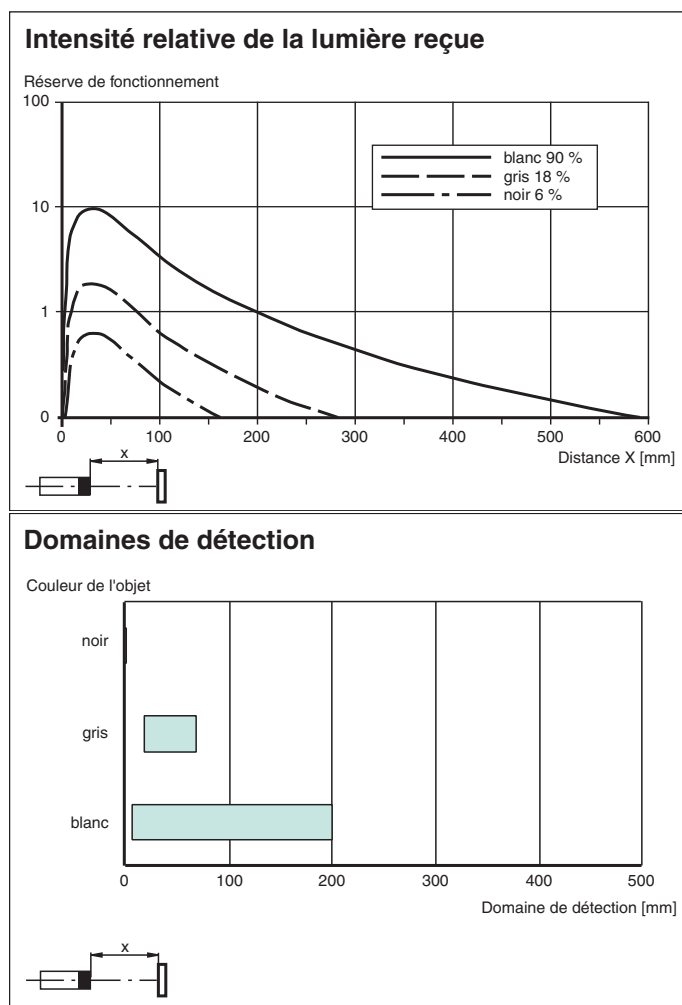 Intensité relative de la lumière reçue
Réserve de fonctionnement
100
10
1
0
blanc 90 %
gris 18 %
noir 6 %
0 100 200 300 400 500 600
Distance X [mm]
x
Domaines de détection
Couleur de l'objet
noir
gris
blanc
0 100 200 300 400 500
Domaine de détection [mm]
x